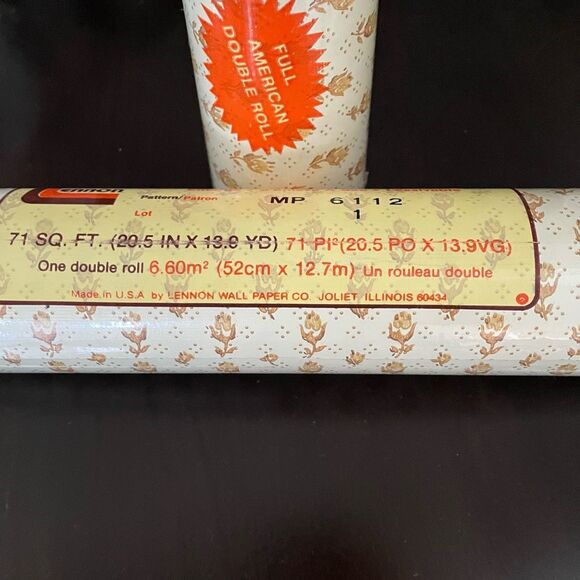 FULL
AMERICAN
DOUBLE ROLL
Lennon
Pattern/Patron MP 6112
Lot 1
71 SQ. FT. (20.5 IN X 13.9 YD) 71 PI²(20.5 PO X 13.9VG)
One double roll 6.60m² (52cm x 12.7m) Un rouleau double
Made in U.S.A by LENNON WALL PAPER CO. JOLIET, ILLINOIS 60434